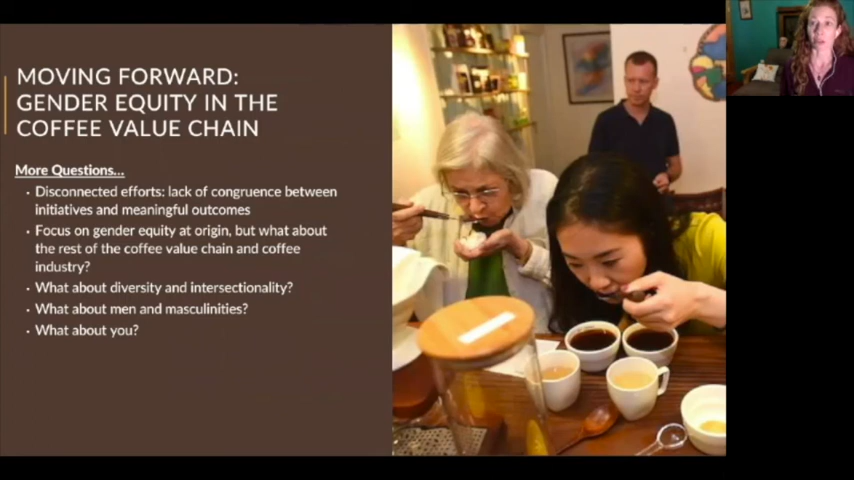 MOVING FORWARD:
GENDER EQUITY IN THE
COFFEE VALUE CHAIN
More Questions...
• Disconnected efforts: lack of congruence between
initiatives and meaningful outcomes
• Focus on gender equity at origin, but what about
the rest of the coffee value chain and coffee
industry?
• What about diversity and intersectionality?
• What about men and masculinities?
• What about you?